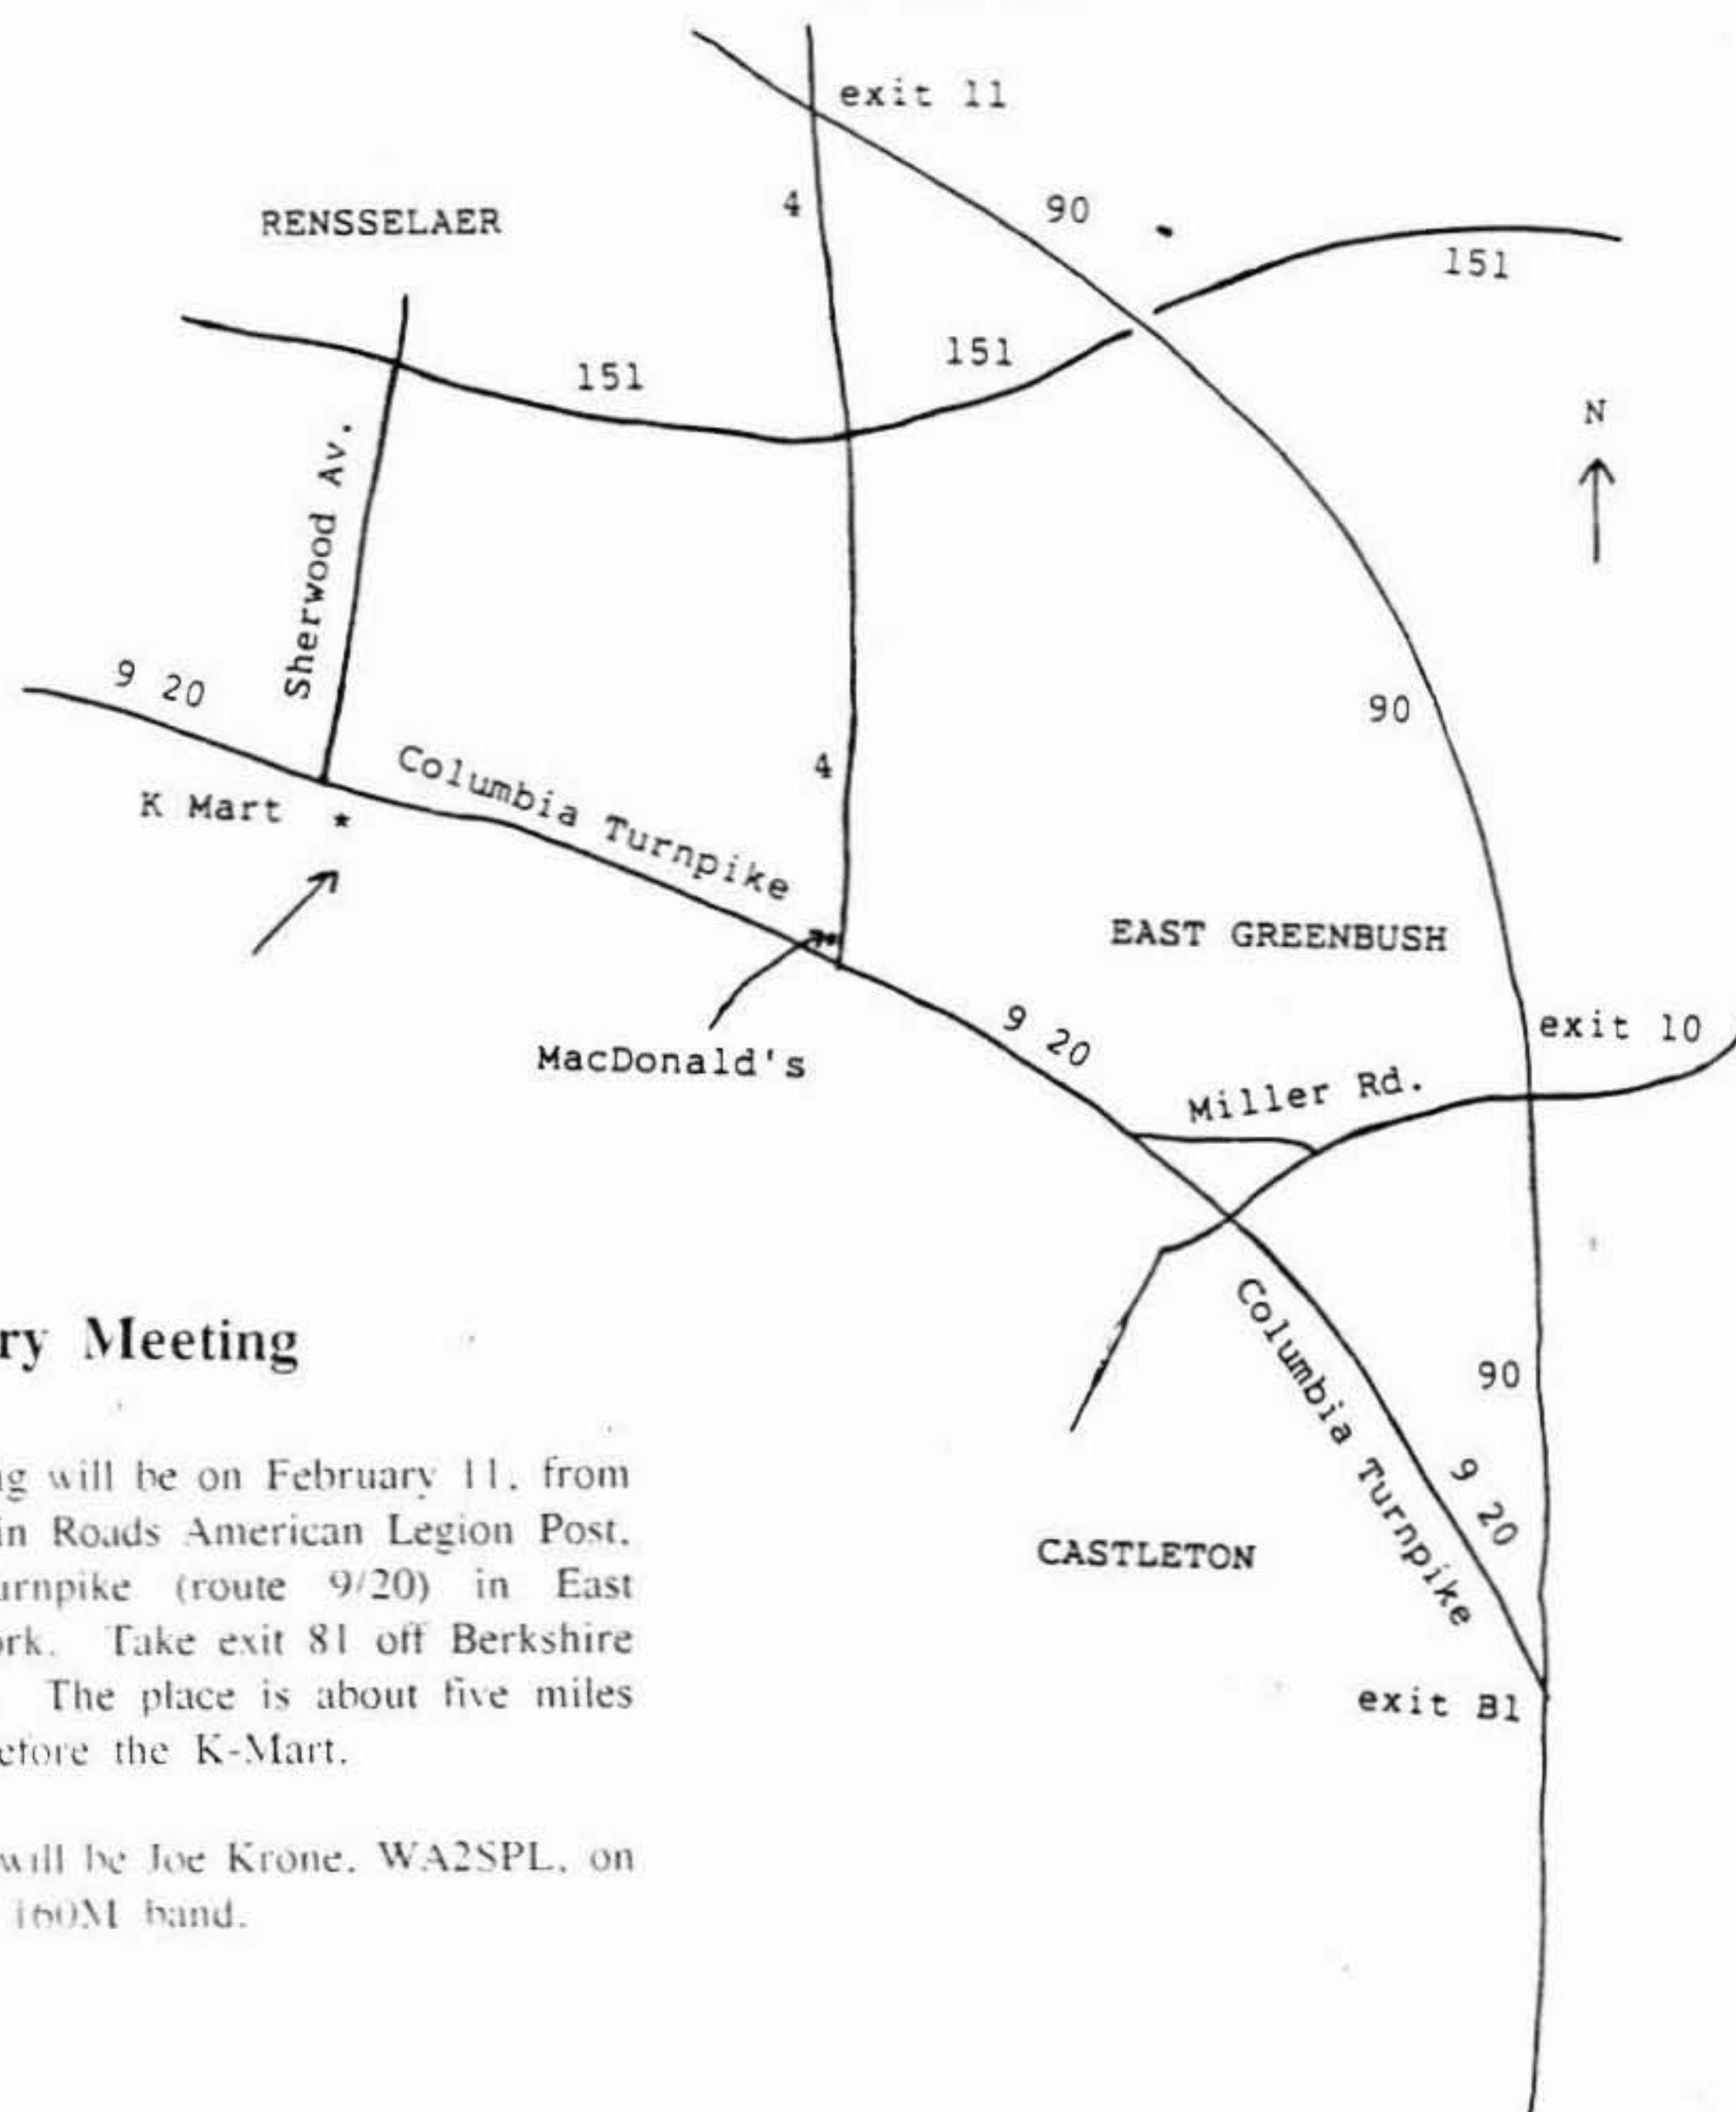 exit 11
4
90
RENSSELAER
151
151
151
N
Sherwood Av.
9 20
90
Columbia Turnpike
4
K Mart *
EAST GREENBUSH
9 20
exit 10
MacDonald's
Miller Rd.
Columbia Turnpike
90
9 20
CASTLETON
exit B1
ry Meeting
g will be on February 11, from
in Roads American Legion Post,
urnpike (route 9/20) in East
ork. Take exit 81 off Berkshire
The place is about five miles
efore the K-Mart.
will be Joe Krone, WA2SPL, on
160M band.